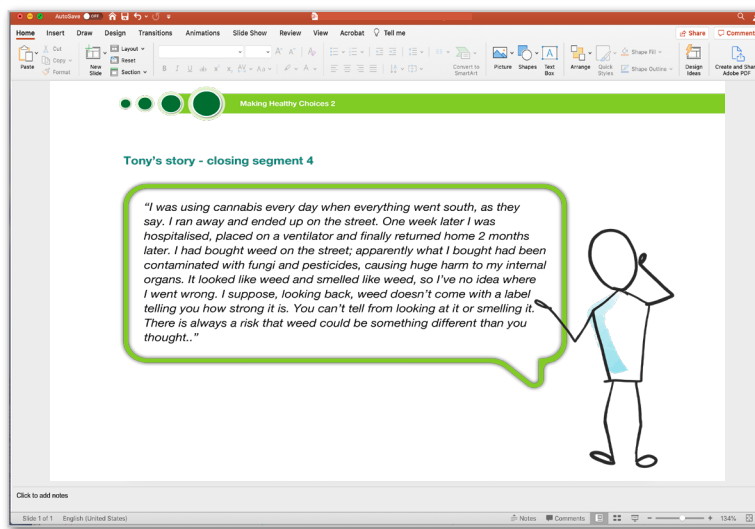 AutoSave OFF
Home Insert Draw Design Transitions Animations Slide Show Review View Acrobat Tell me Share Comment
Paste Cut Copy Format New Slide Layout Reset Section Convert to SmartArt Picture Shapes Text Box Arrange Quick Styles Shape Fill Shape Outline Design Ideas Create and Shar Adobe PDF
Making Healthy Choices 2
Tony's story - closing segment 4
“I was using cannabis every day when everything went south, as they
say. I ran away and ended up on the street. One week later I was
hospitalised, placed on a ventilator and finally returned home 2 months
later. I had bought weed on the street; apparently what I bought had been
contaminated with fungi and pesticides, causing huge harm to my internal
organs. It looked like weed and smelled like weed, so I’ve no idea where
I went wrong. I suppose, looking back, weed doesn’t come with a label
telling you how strong it is. You can’t tell from looking at it or smelling it.
There is always a risk that weed could be something different than you
thought..”
Click to add notes
Slide 1 of 1 English (United States) Notes Comments 134%